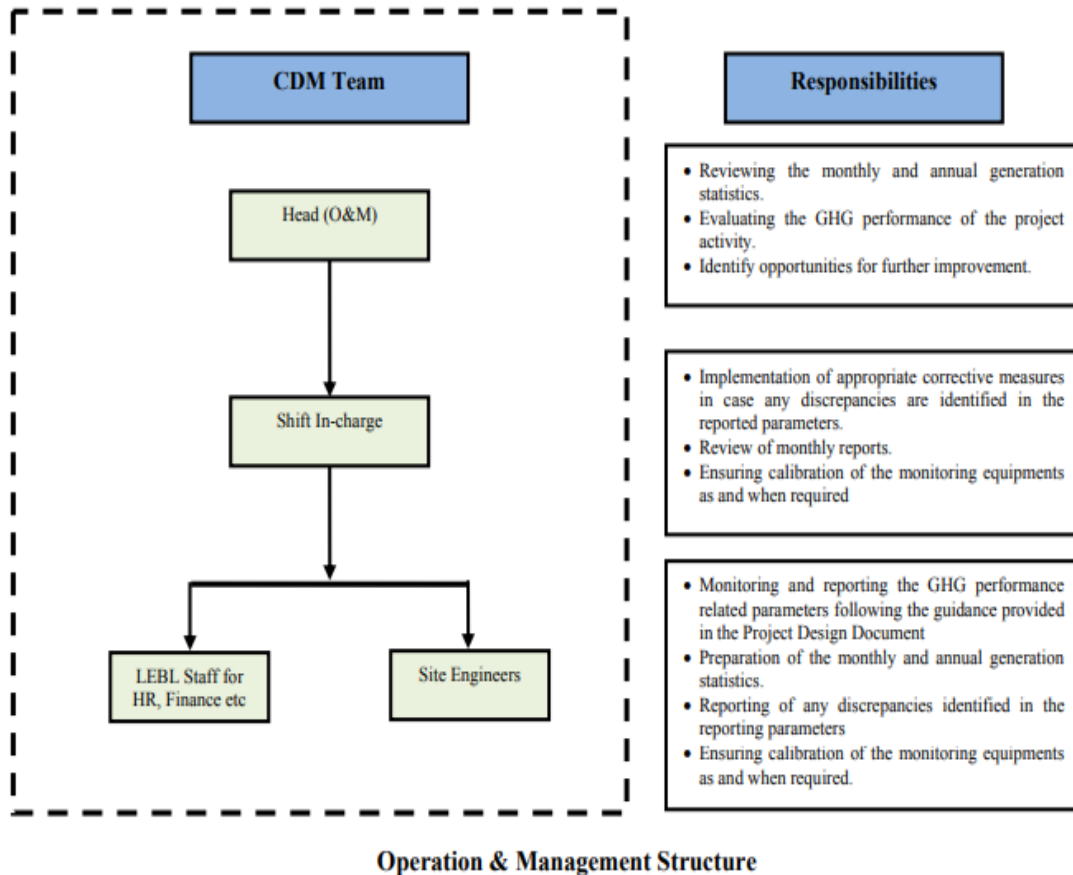 CDM Team
Responsibilities
Head (O&M)
• Reviewing the monthly and annual generation
statistics.
• Evaluating the GHG performance of the project
activity.
• Identify opportunities for further improvement.
Shift In-charge
• Implementation of appropriate corrective measures
in case any discrepancies are identified in the
reported parameters.
• Review of monthly reports.
• Ensuring calibration of the monitoring equipments
as and when required
LEBL Staff for
HR, Finance etc
Site Engineers
• Monitoring and reporting the GHG performance
related parameters following the guidance provided
in the Project Design Document
• Preparation of the monthly and annual generation
statistics.
• Reporting of any discrepancies identified in the
reporting parameters
• Ensuring calibration of the monitoring equipments
as and when required.
Operation & Management Structure